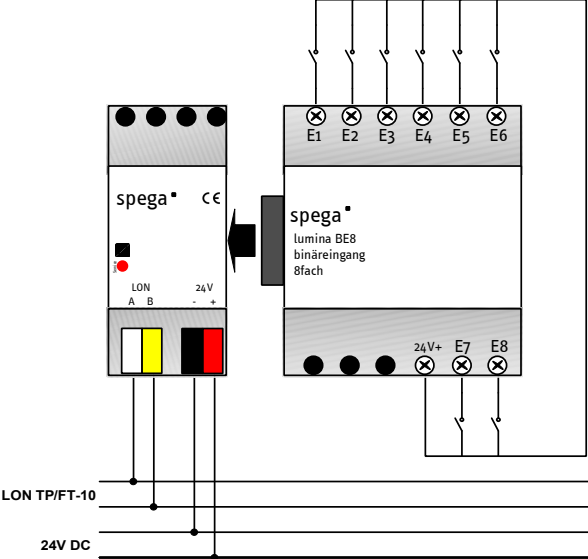 E1 E2 E3 E4 E5 E6
spega
CE
spega
lumina BE8
binäreingang
8fach
LON 24V
A B - +
24V+ E7 E8
LON TP/FT-10
24V DC